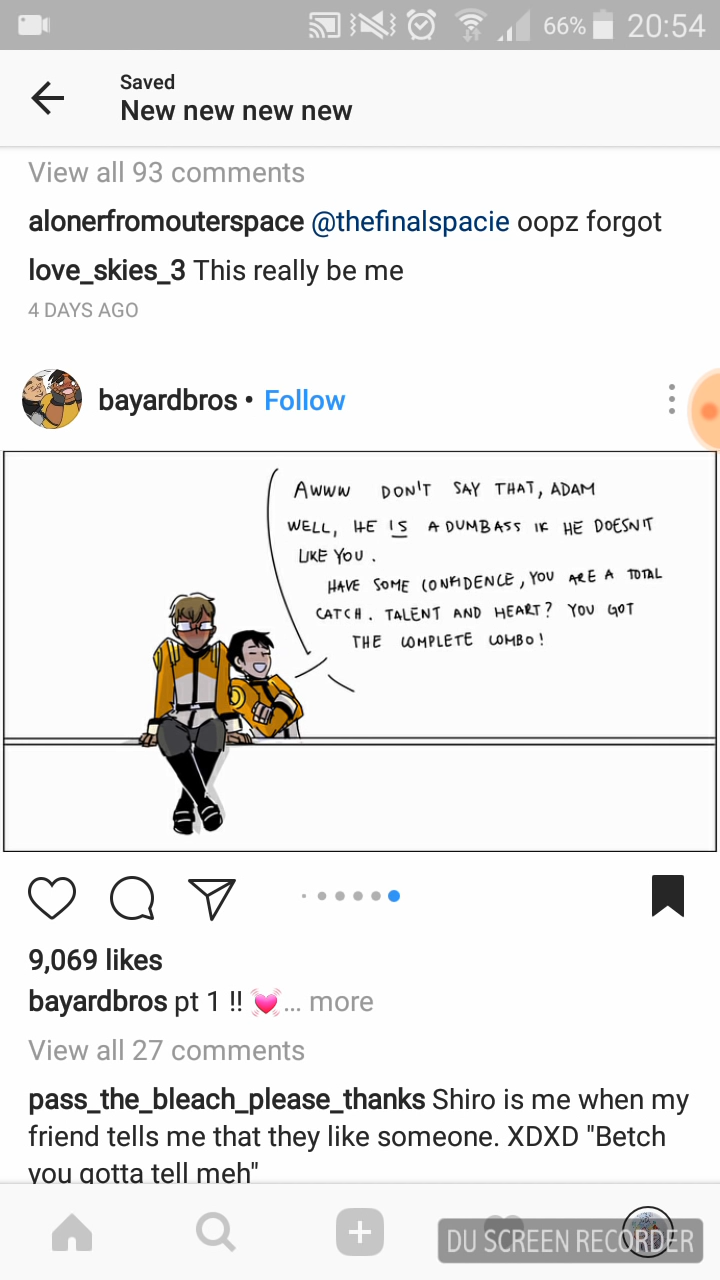 66% 20:54
Saved
New new new new
View all 93 comments
alonerfromouterspace @thefinalspacie oopz forgot
love_skies_3 This really be me
4 DAYS AGO
bayardbros • Follow
AWWW DON'T SAY THAT, ADAM
WELL, HE IS A DUMBASS IF HE DOESN'T
LIKE YOU.
HAVE SOME CONFIDENCE, YOU ARE A TOTAL
CATCH. TALENT AND HEART? YOU GOT
THE COMPLETE COMBO!
9,069 likes
bayardbros pt 1 !! 💓... more
View all 27 comments
pass_the_bleach_please_thanks Shiro is me when my
friend tells me that they like someone. XDXD "Betch
you gotta tell meh"
DU SCREEN RECORDER